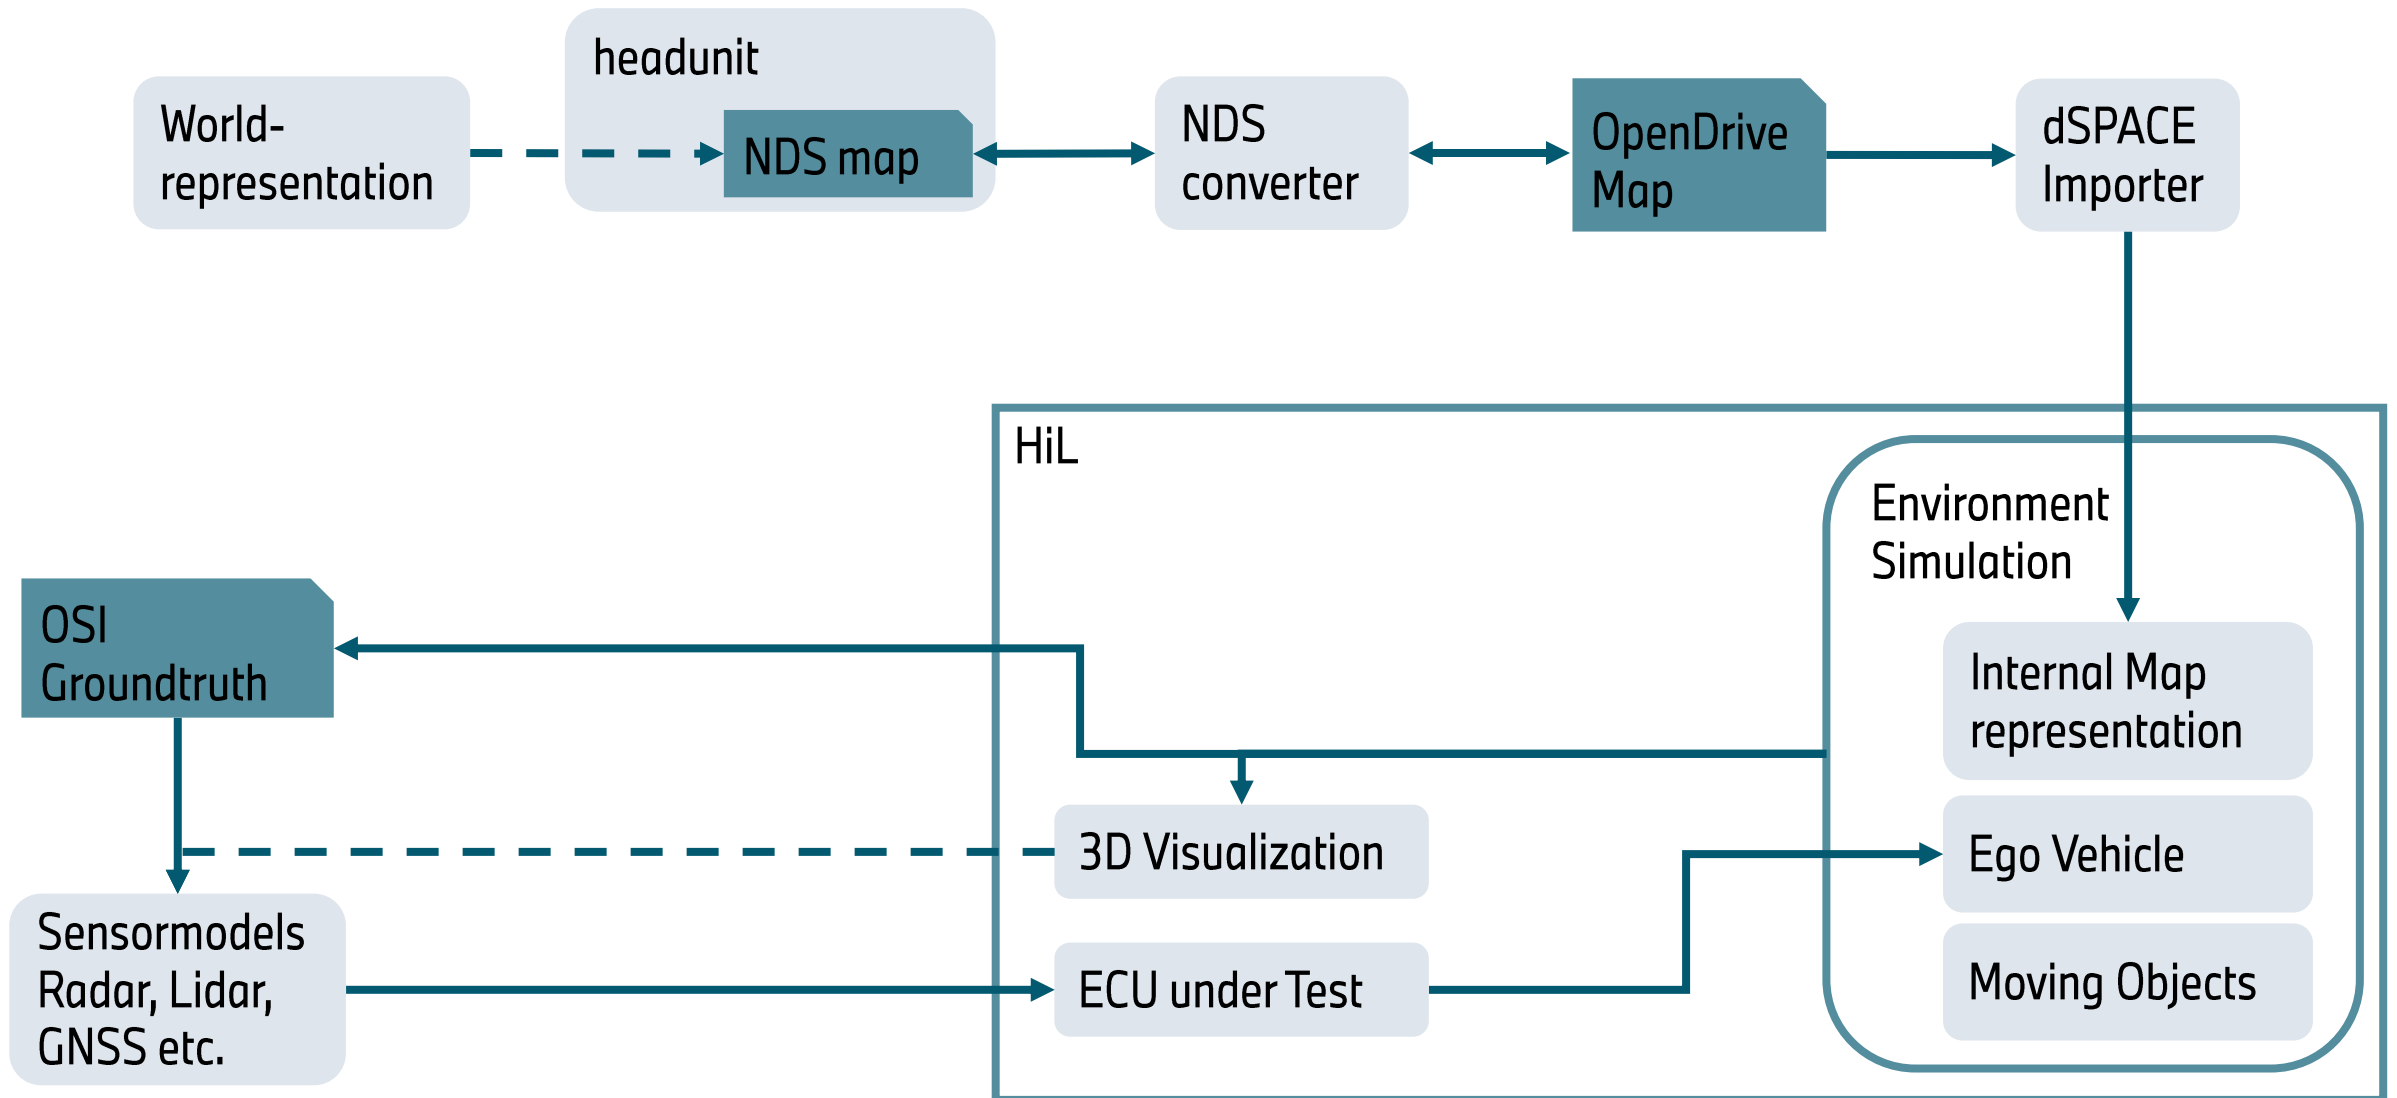 World-
representation
headunit
NDS map
NDS
converter
OpenDrive
Map
dSPACE
Importer
HiL
Environment
Simulation
Internal Map
representation
Ego Vehicle
Moving Objects
OSI
Groundtruth
3D Visualization
ECU under Test
Sensormodels
Radar, Lidar,
GNSS etc.